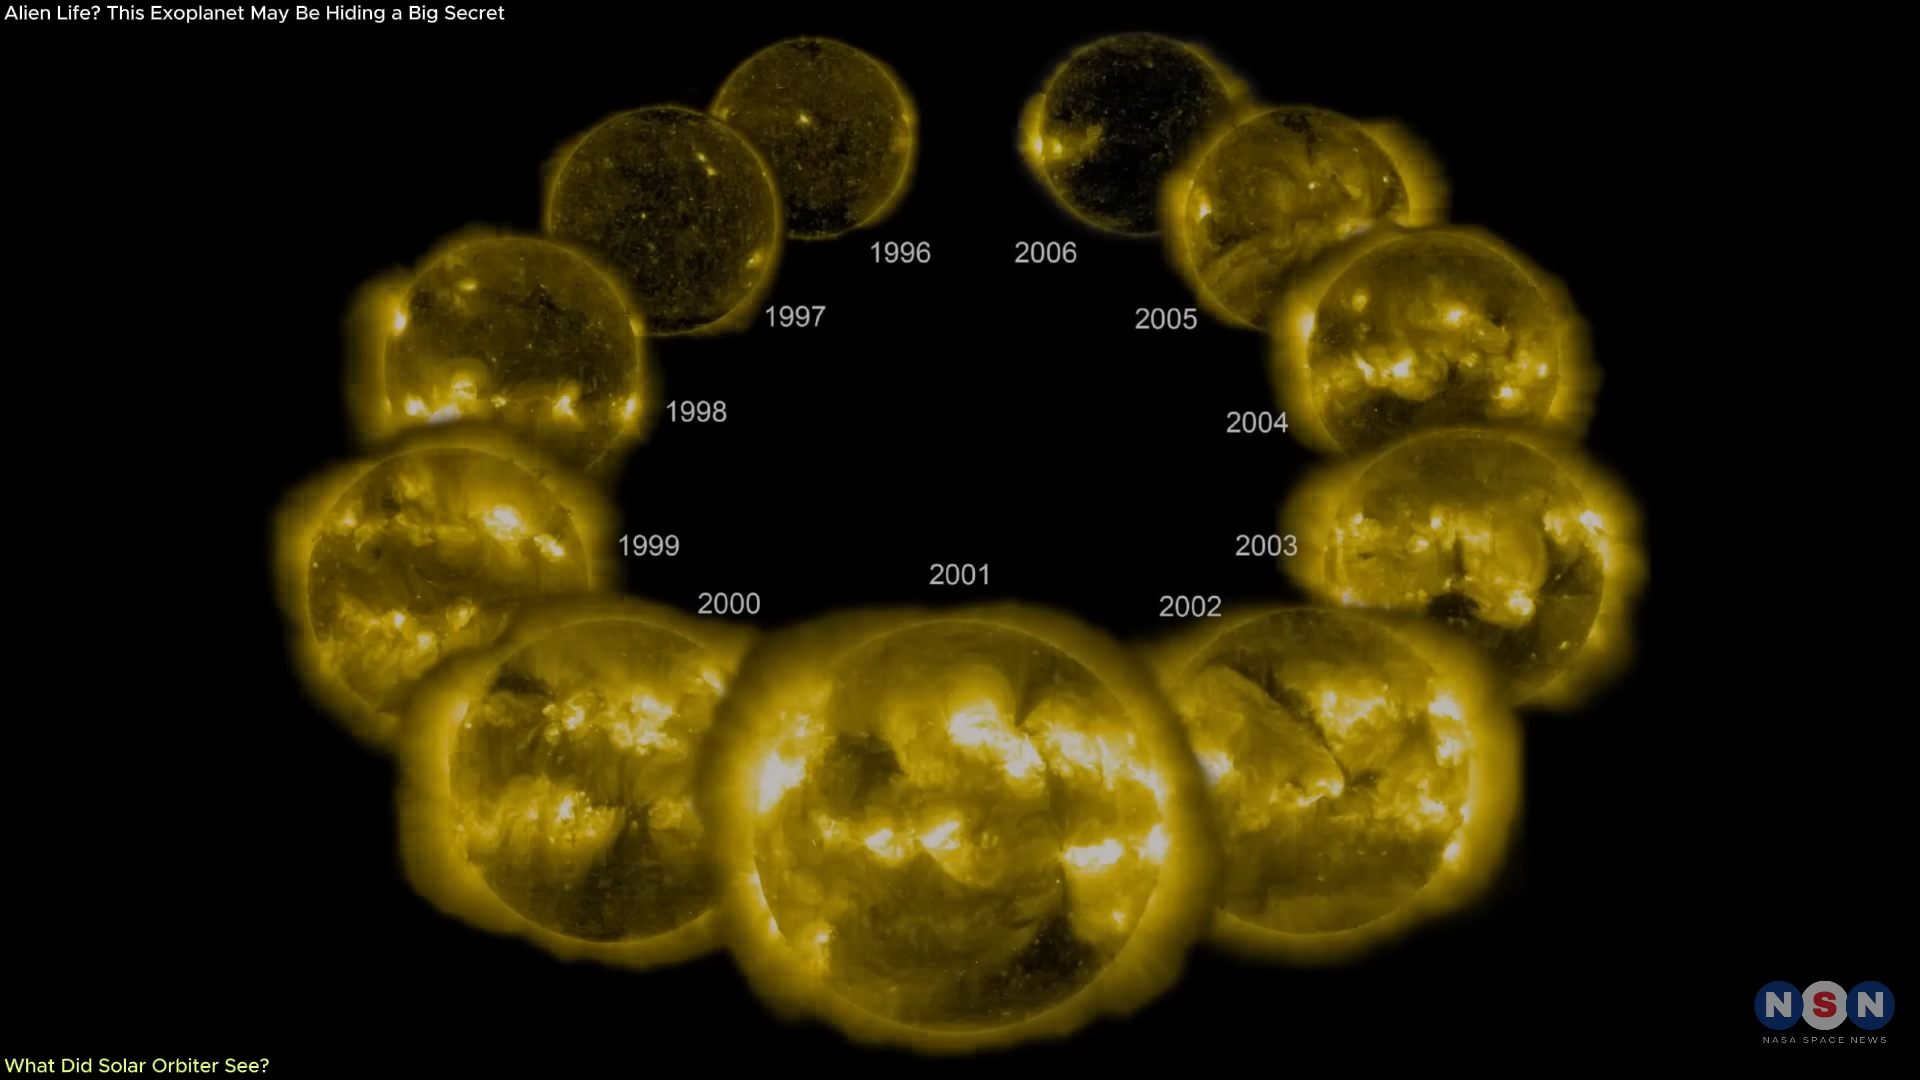 Alien Life? This Exoplanet May Be Hiding a Big Secret
1996
2006
1997
2005
1998
2004
1999
2003
2000
2001
2002
NSN
NASA SPACE NEWS
What Did Solar Orbiter See?